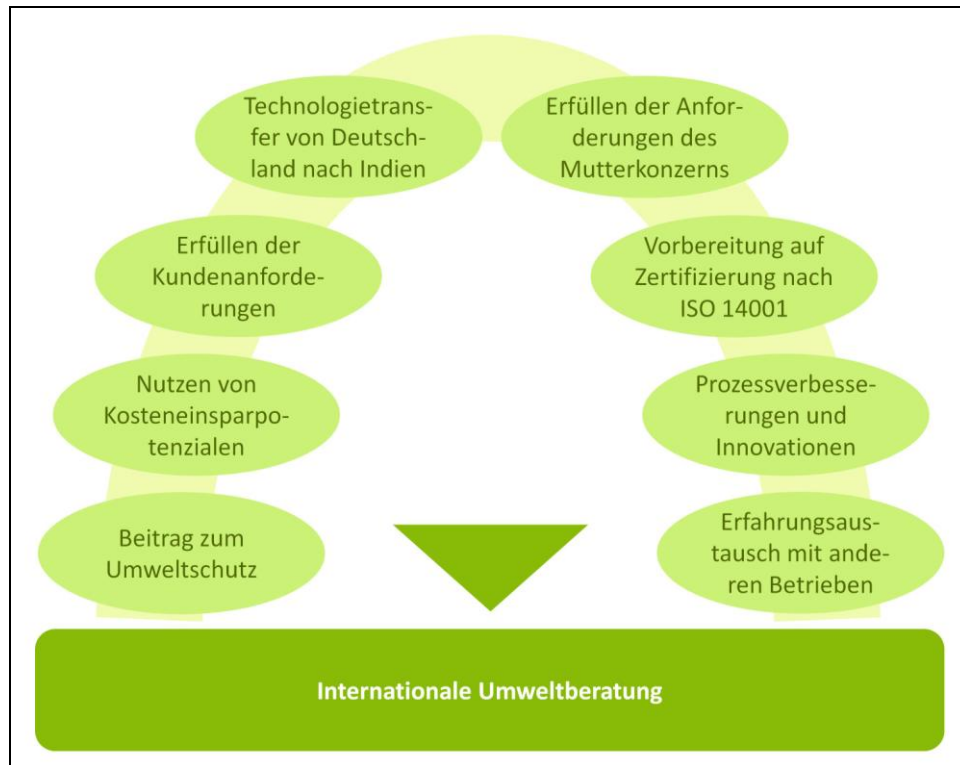 Technologietrans-
fer von Deutsch-
land nach Indien
Erfüllen der Anfor-
derungen des
Mutterkonzerns
Erfüllen der
Kundenanforde-
rungen
Vorbereitung auf
Zertifizierung nach
ISO 14001
Nutzen von
Kosteneinsparpo-
tenzialen
Prozessverbesse-
rungen und
Innovationen
Beitrag zum
Umweltschutz
Erfahrungsaus-
tausch mit ande-
ren Betrieben
Internationale Umweltberatung